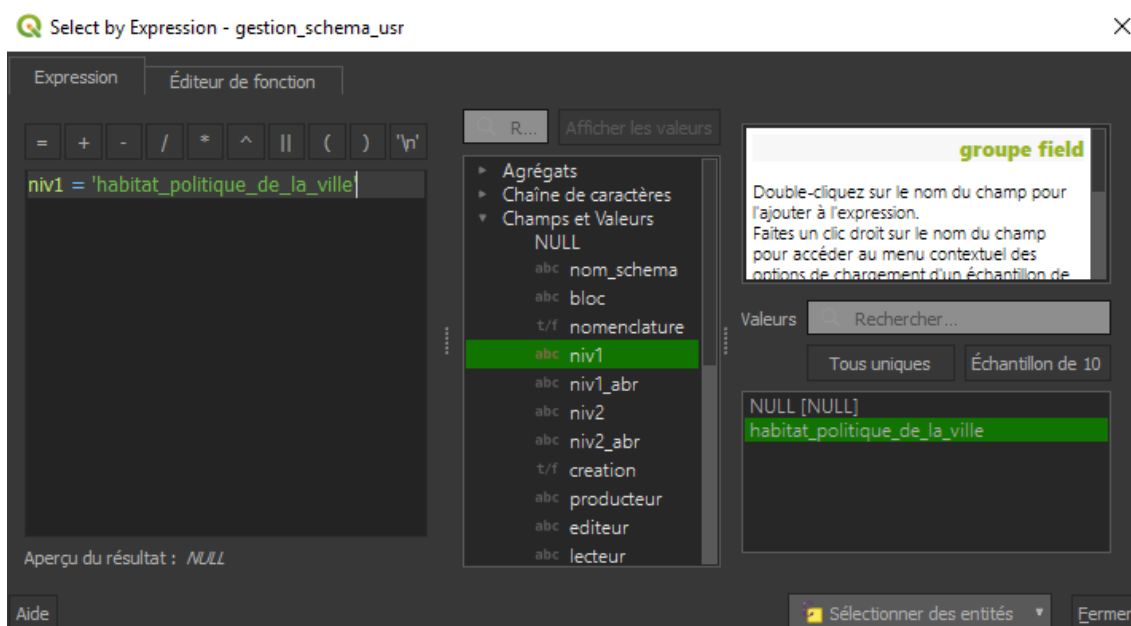 Select by Expression - gestion_schema_usr
Expression
Éditeur de fonction
= + - / * ^ || ( ) '\n'
niv1 = 'habitat_politique_de_la_ville'
Aperçu du résultat : NULL
R...
Afficher les valeurs
Agrégats
Chaîne de caractères
Champs et Valeurs
NULL
abc nom_schema
abc bloc
t/f nomenclature
abc niv1
abc niv1_abr
abc niv2
abc niv2_abr
t/f creation
abc producteur
abc editeur
abc lecteur
groupe field
Double-cliquez sur le nom du champ pour
l'ajouter à l'expression.
Faites un clic droit sur le nom du champ
pour accéder au menu contextuel des
options de chargement d'un échantillon de
Valeurs
Rechercher...
Tous uniques
Échantillon de 10
NULL [NULL]
habitat_politique_de_la_ville
Aide
Sélectionner des entités
Fermer